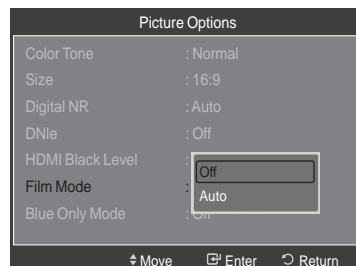 Picture Options
Color Tone : Normal
Size : 16:9
Digital NR : Auto
DNIe : Off
HDMI Black Level :
Off
Film Mode :
Auto
Blue Only Mode : Off
Move Enter Return